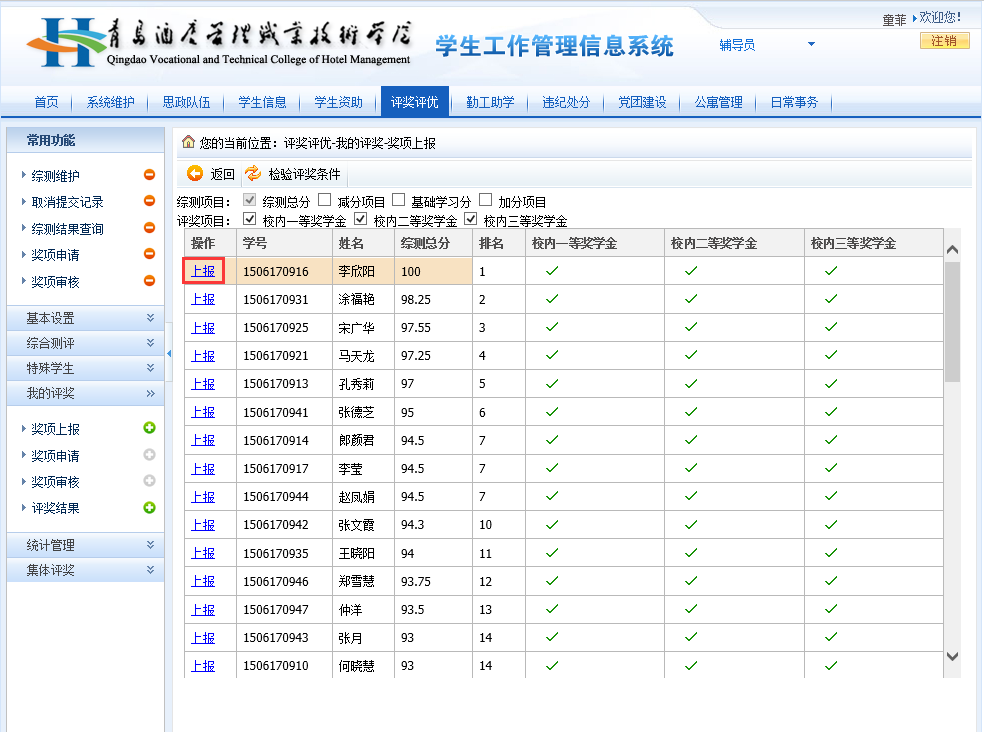 青岛酒店管理职业技术学院
Qingdao Vocational and Technical College of Hotel Management
学生工作管理信息系统
童菲 欢迎您!
辅导员
注销
首页 系统维护 思政队伍 学生信息 学生资助 评奖评优 勤工助学 违纪处分 党团建设 公寓管理 日常事务
常用功能
综测维护
取消提交记录
综测结果查询
奖项申请
奖项审核
基本设置
综合测评
特殊学生
我的评奖
奖项上报
奖项申请
奖项审核
评奖结果
统计管理
集体评奖
您的当前位置：评奖评优-我的评奖-奖项上报
返回 检验评奖条件
综测项目： 综测总分 减分项目 基础学习分 加分项目
评奖项目： 校内一等奖学金 校内二等奖学金 校内三等奖学金
操作 学号 姓名 综测总分 排名 校内一等奖学金 校内二等奖学金 校内三等奖学金
上报 1506170916 李欣阳 100 1
上报 1506170931 涂福艳 98.25 2
上报 1506170925 宋广华 97.55 3
上报 1506170921 马天龙 97.25 4
上报 1506170913 孔秀莉 97 5
上报 1506170941 张德芝 95 6
上报 1506170914 郎颜君 94.5 7
上报 1506170917 李莹 94.5 7
上报 1506170944 赵凤娟 94.5 7
上报 1506170942 张文霞 94.3 10
上报 1506170935 王晓阳 94 11
上报 1506170946 郑雪慧 93.75 12
上报 1506170947 仲洋 93.5 13
上报 1506170943 张月 93 14
上报 1506170910 何晓慧 93 14